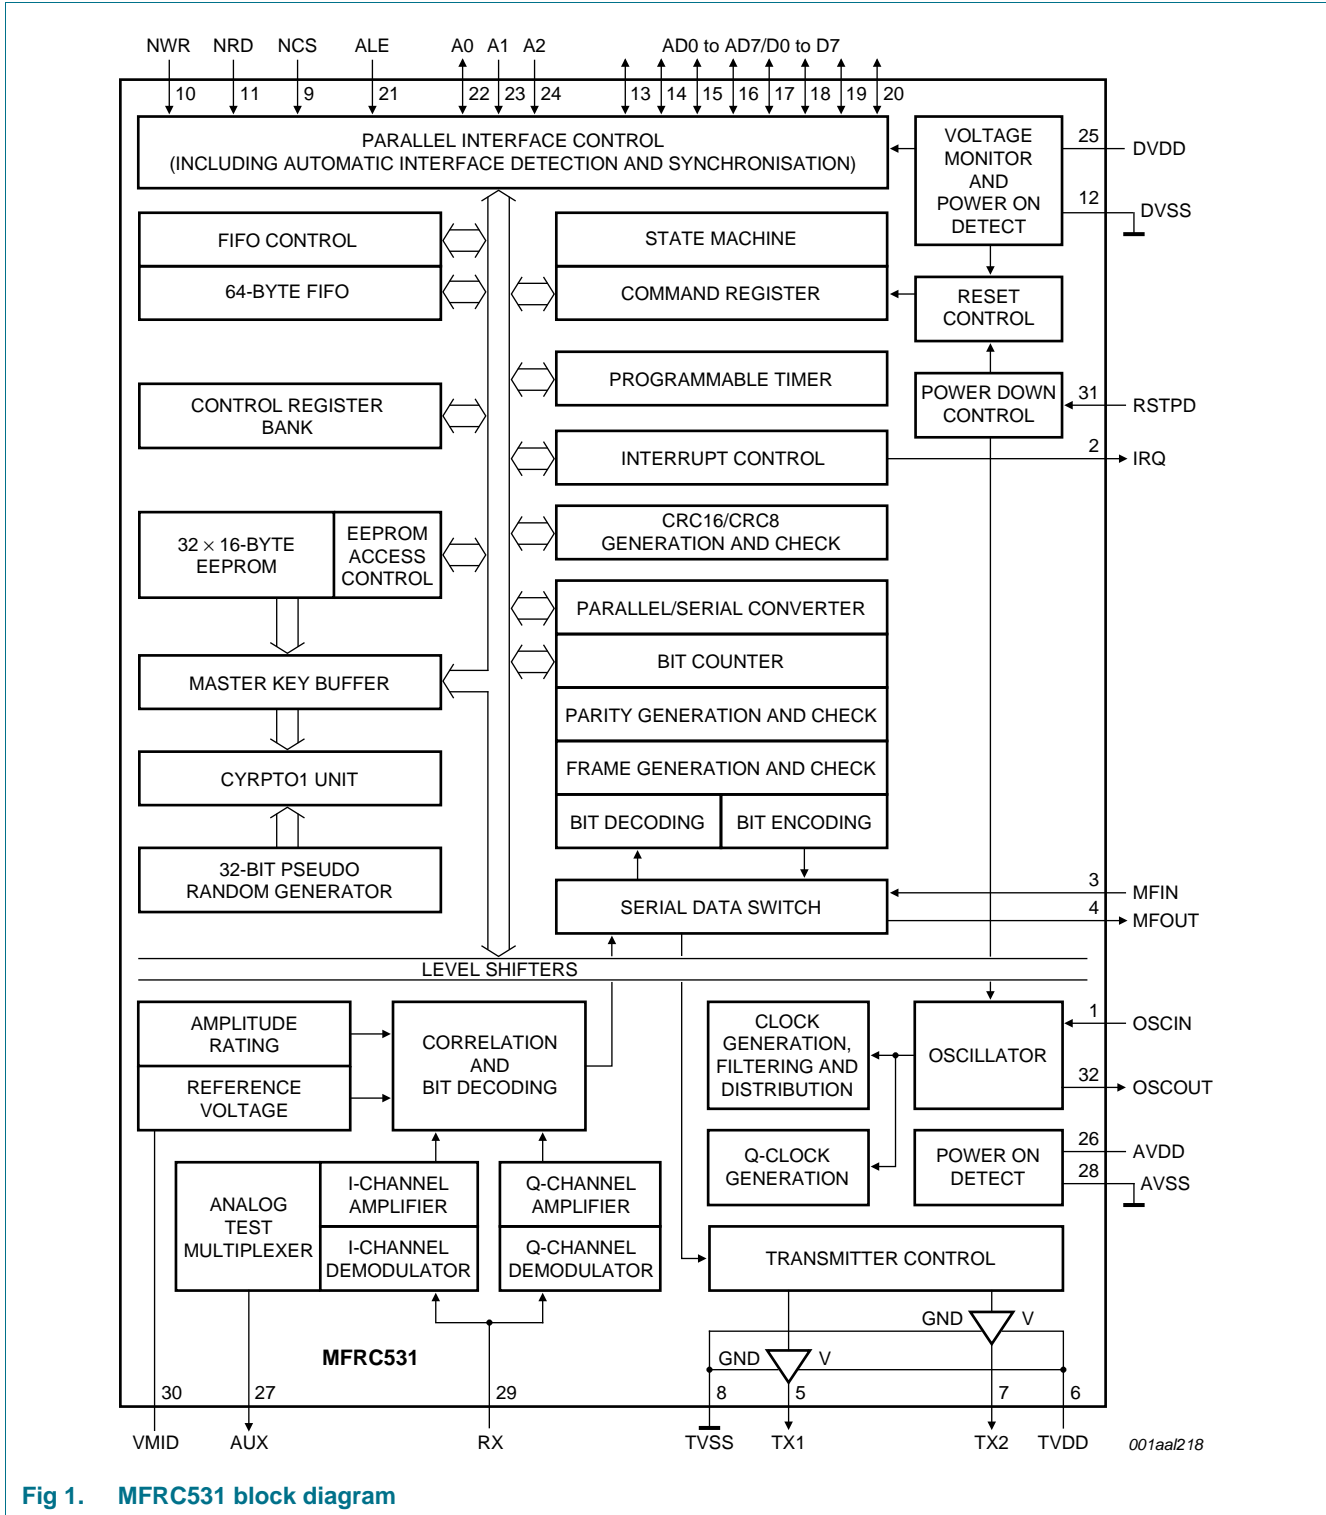 NWR NRD NCS ALE A0 A1 A2 AD0 to AD7/D0 to D7
10 11 9 21 22 23 24 13 14 15 16 17 18 19 20
PARALLEL INTERFACE CONTROL
(INCLUDING AUTOMATIC INTERFACE DETECTION AND SYNCHRONISATION)
VOLTAGE
MONITOR
AND
POWER ON
DETECT
25
DVDD
12
DVSS
FIFO CONTROL
64-BYTE FIFO
STATE MACHINE
COMMAND REGISTER
RESET
CONTROL
CONTROL REGISTER
BANK
PROGRAMMABLE TIMER
POWER DOWN
CONTROL
31
RSTPD
INTERRUPT CONTROL
2
IRQ
32 × 16-BYTE
EEPROM
EEPROM
ACCESS
CONTROL
CRC16/CRC8
GENERATION AND CHECK
PARALLEL/SERIAL CONVERTER
BIT COUNTER
PARITY GENERATION AND CHECK
FRAME GENERATION AND CHECK
BIT DECODING
BIT ENCODING
MASTER KEY BUFFER
CYRPTO1 UNIT
32-BIT PSEUDO
RANDOM GENERATOR
SERIAL DATA SWITCH
3
MFIN
4
MFOUT
LEVEL SHIFTERS
AMPLITUDE
RATING
REFERENCE
VOLTAGE
CORRELATION
AND
BIT DECODING
CLOCK
GENERATION,
FILTERING AND
DISTRIBUTION
OSCILLATOR
1
OSCIN
32
OSCOUT
Q-CLOCK
GENERATION
POWER ON
DETECT
26
AVDD
28
AVSS
ANALOG
TEST
MULTIPLEXER
I-CHANNEL
AMPLIFIER
I-CHANNEL
DEMODULATOR
Q-CHANNEL
AMPLIFIER
Q-CHANNEL
DEMODULATOR
TRANSMITTER CONTROL
GND V
GND V
MFRC531
30 27 29 8 5 7 6
VMID AUX RX TVSS TX1 TX2 TVDD
001aal218
Fig 1. MFRC531 block diagram